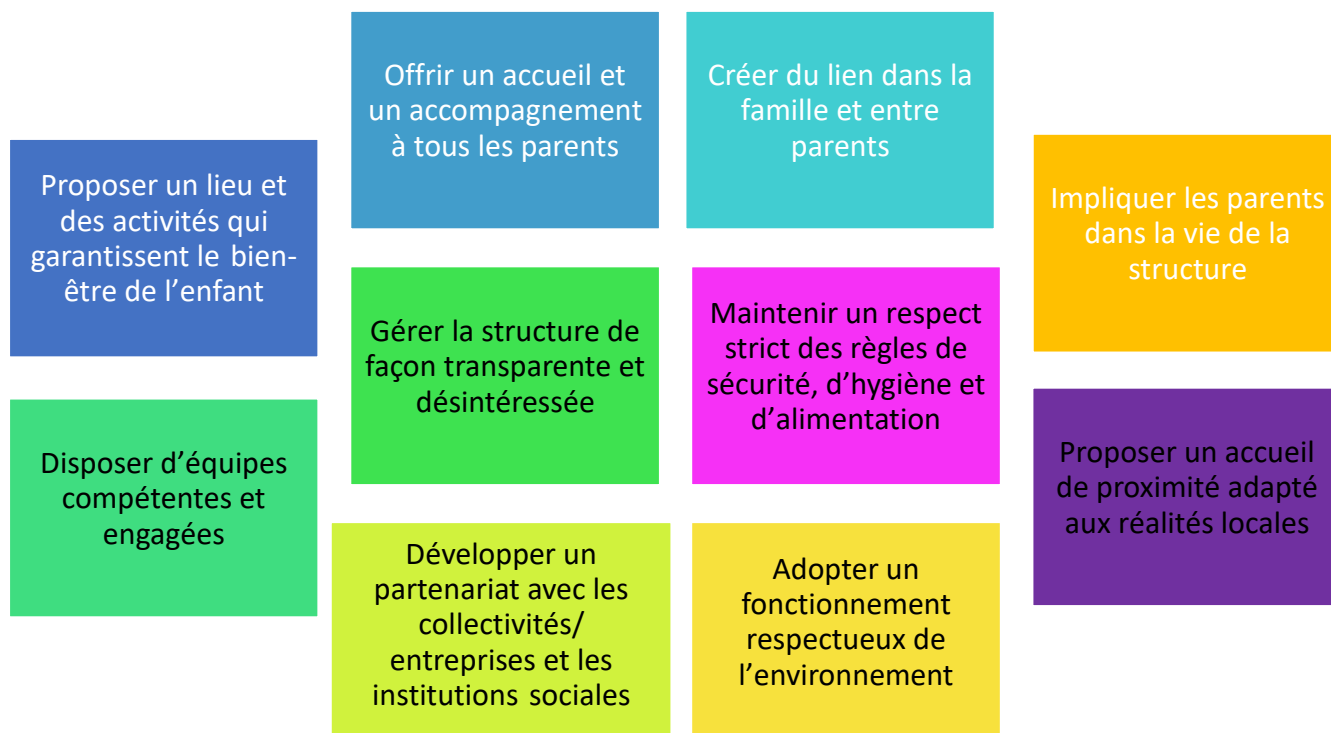 Offrir un accueil et
un accompagnement
à tous les parents
Créer du lien dans la
famille et entre
parents
Proposer un lieu et
des activités qui
garantissent le bien-
être de l’enfant
Impliquer les parents
dans la vie de la
structure
Gérer la structure de
façon transparente et
désintéressée
Maintenir un respect
strict des règles de
sécurité, d’hygiène et
d’alimentation
Disposer d’équipes
compétentes et
engagées
Proposer un accueil
de proximité adapté
aux réalités locales
Développer un
partenariat avec les
collectivités/
entreprises et les
institutions sociales
Adopter un
fonctionnement
respectueux de
l’environnement